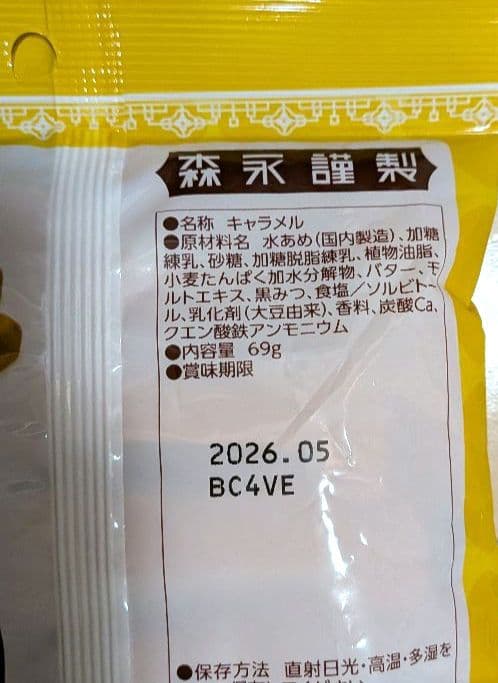 森永謹製
●名称 キャラメル
●原材料名 水あめ(国内製造)、加糖
練乳、砂糖、加糖脱脂練乳、植物油脂、
小麦たんぱく加水分解物、バター、モ
ルトエキス、黒みつ、食塩／ソルビトー
ル、乳化剤(大豆由来)、香料、炭酸Ca、
クエン酸鉄アンモニウム
●内容量 69g
●賞味期限
2026.05
BC4VE
●保存方法 直射日光・高温・多湿を